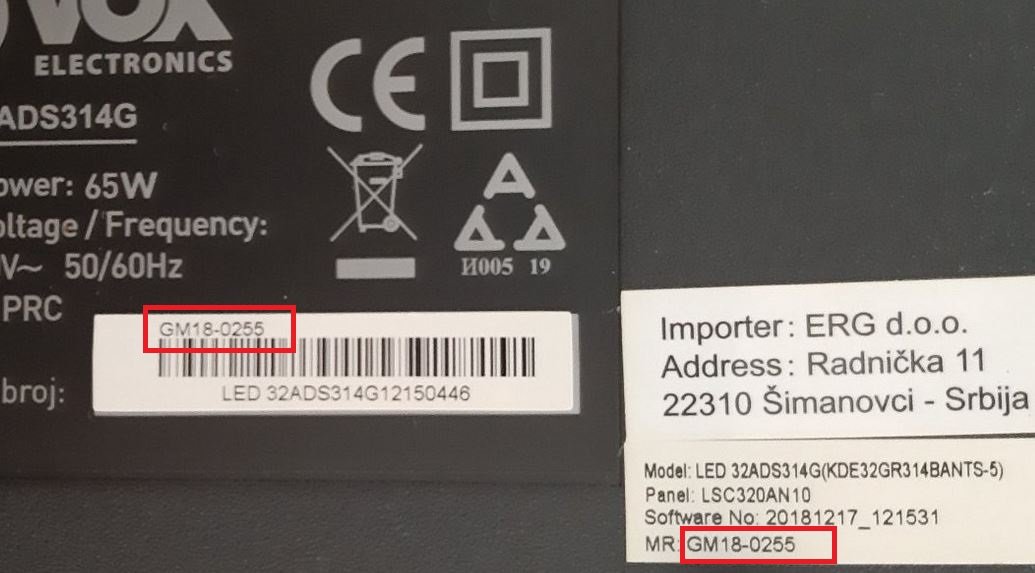 VOX
ELECTRONICS
ADS314G
ower: 65W
oltage / Frequency:
V~ 50/60Hz
PRC
broj:
CE
И005 19
GM18-0255
LED 32ADS314G12150446
Importer: ERG d.o.o.
Address: Radnička 11
22310 Šimanovci - Srbija
Model: LED 32ADS314G(KDE32GR314BANTS-5)
Panel: LSC320AN10
Software No: 20181217_121531
MR: GM18-0255